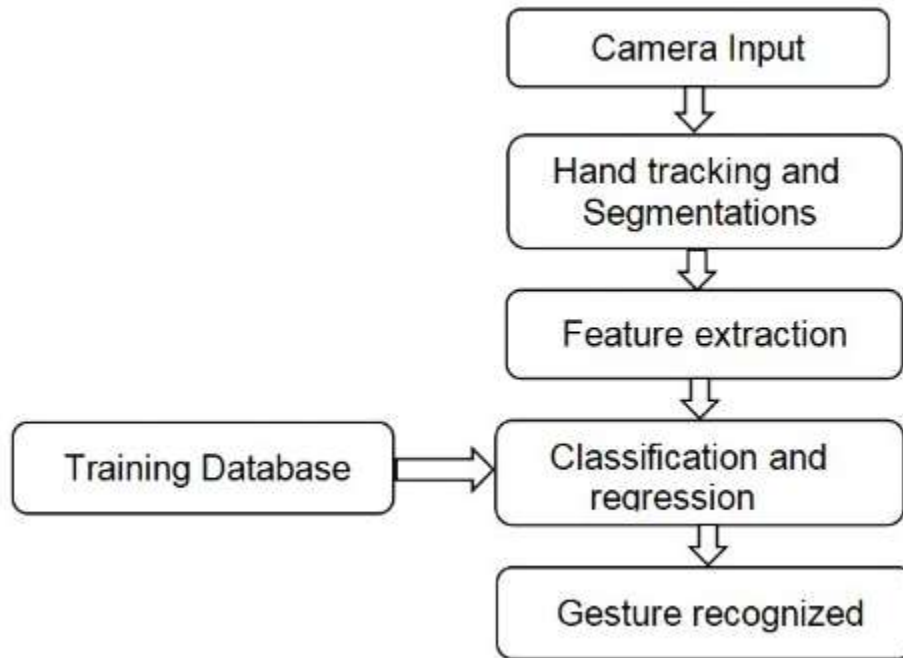 Camera Input
Hand tracking and
Segmentations
Feature extraction
Training Database
Classification and
regression
Gesture recognized